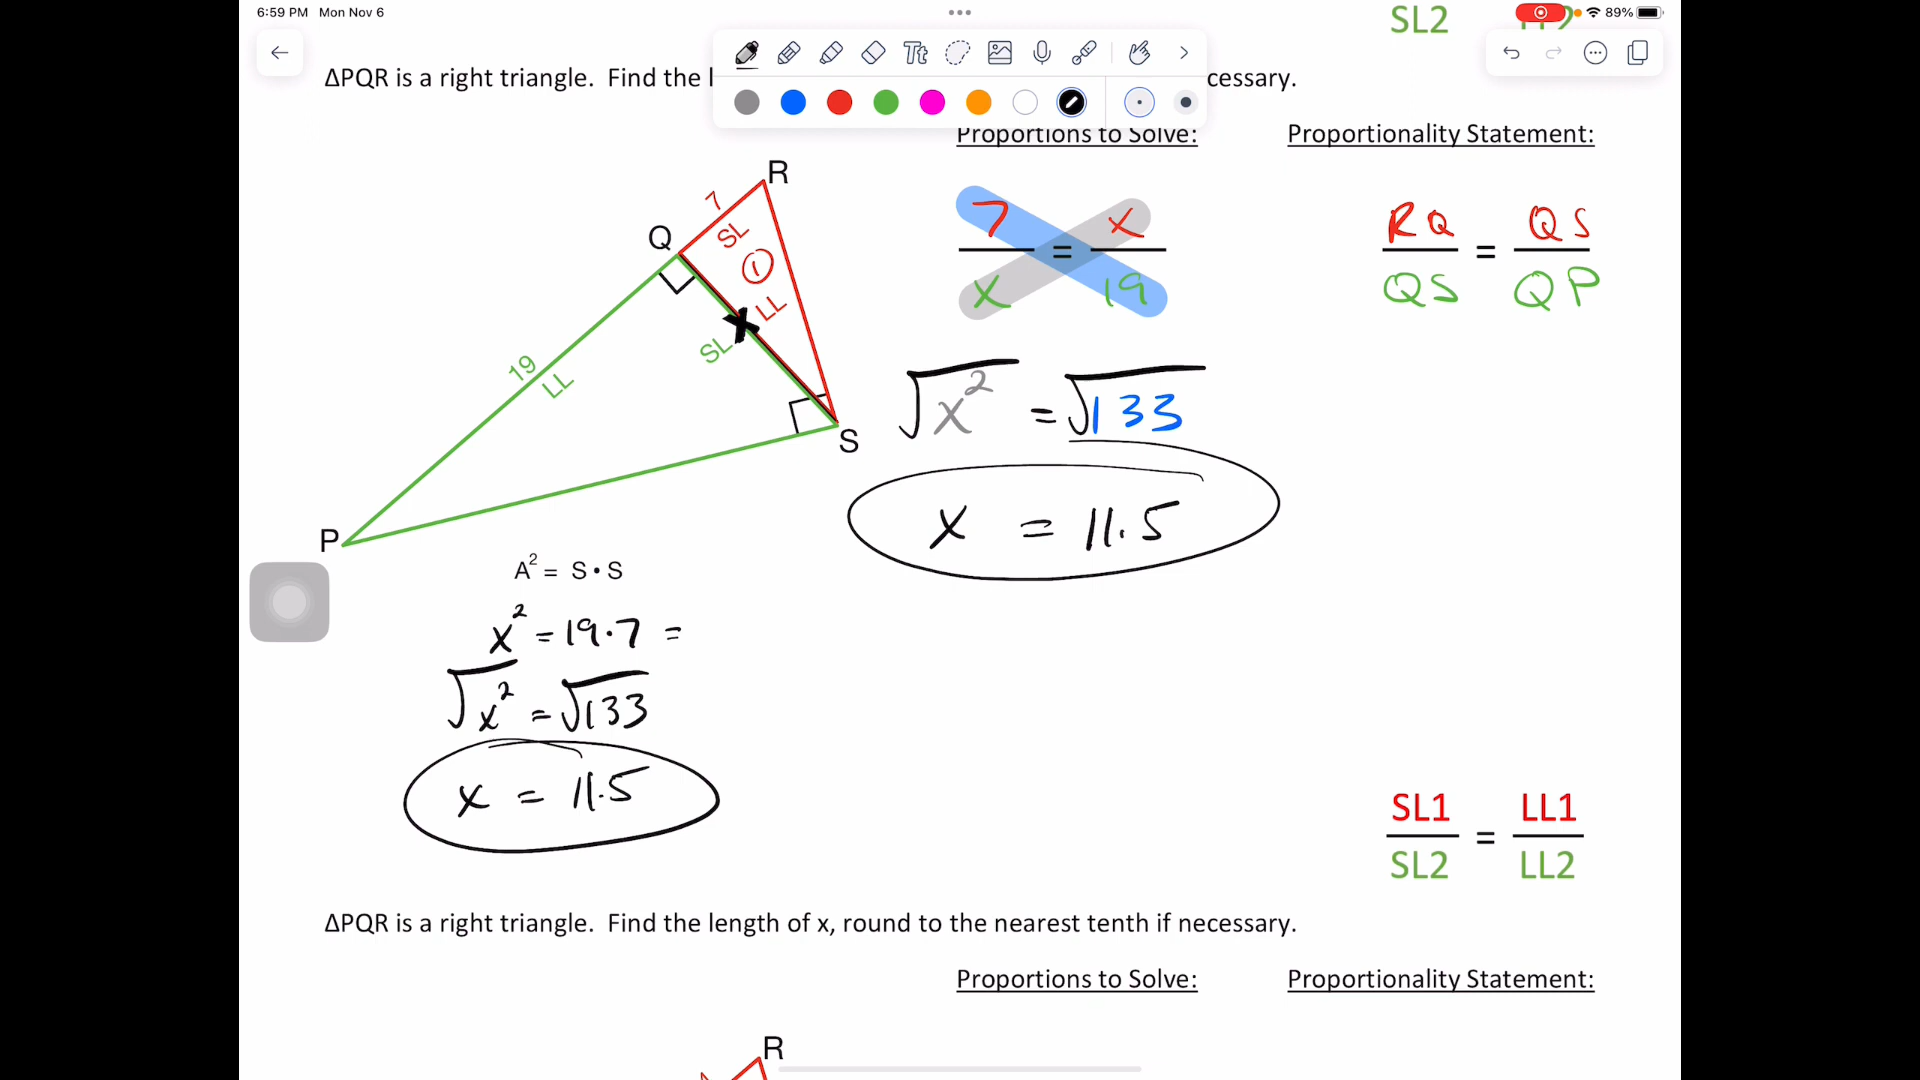 6:59 PM Mon Nov 6
89%
SL2
Tt
ΔPQR is a right triangle. Find the
cessary.
Proportions to Solve:
Proportionality Statement:
R
7
Q
SL
1
LL
X
SL
19
LL
S
P
7 / x = x / 19
RQ / QS = QS / QP
√x² = √133
x = 11.5
A² = S • S
x² = 19·7 =
√x² = √133
x = 11.5
SL1 / SL2 = LL1 / LL2
ΔPQR is a right triangle. Find the length of x, round to the nearest tenth if necessary.
Proportions to Solve:
Proportionality Statement:
R